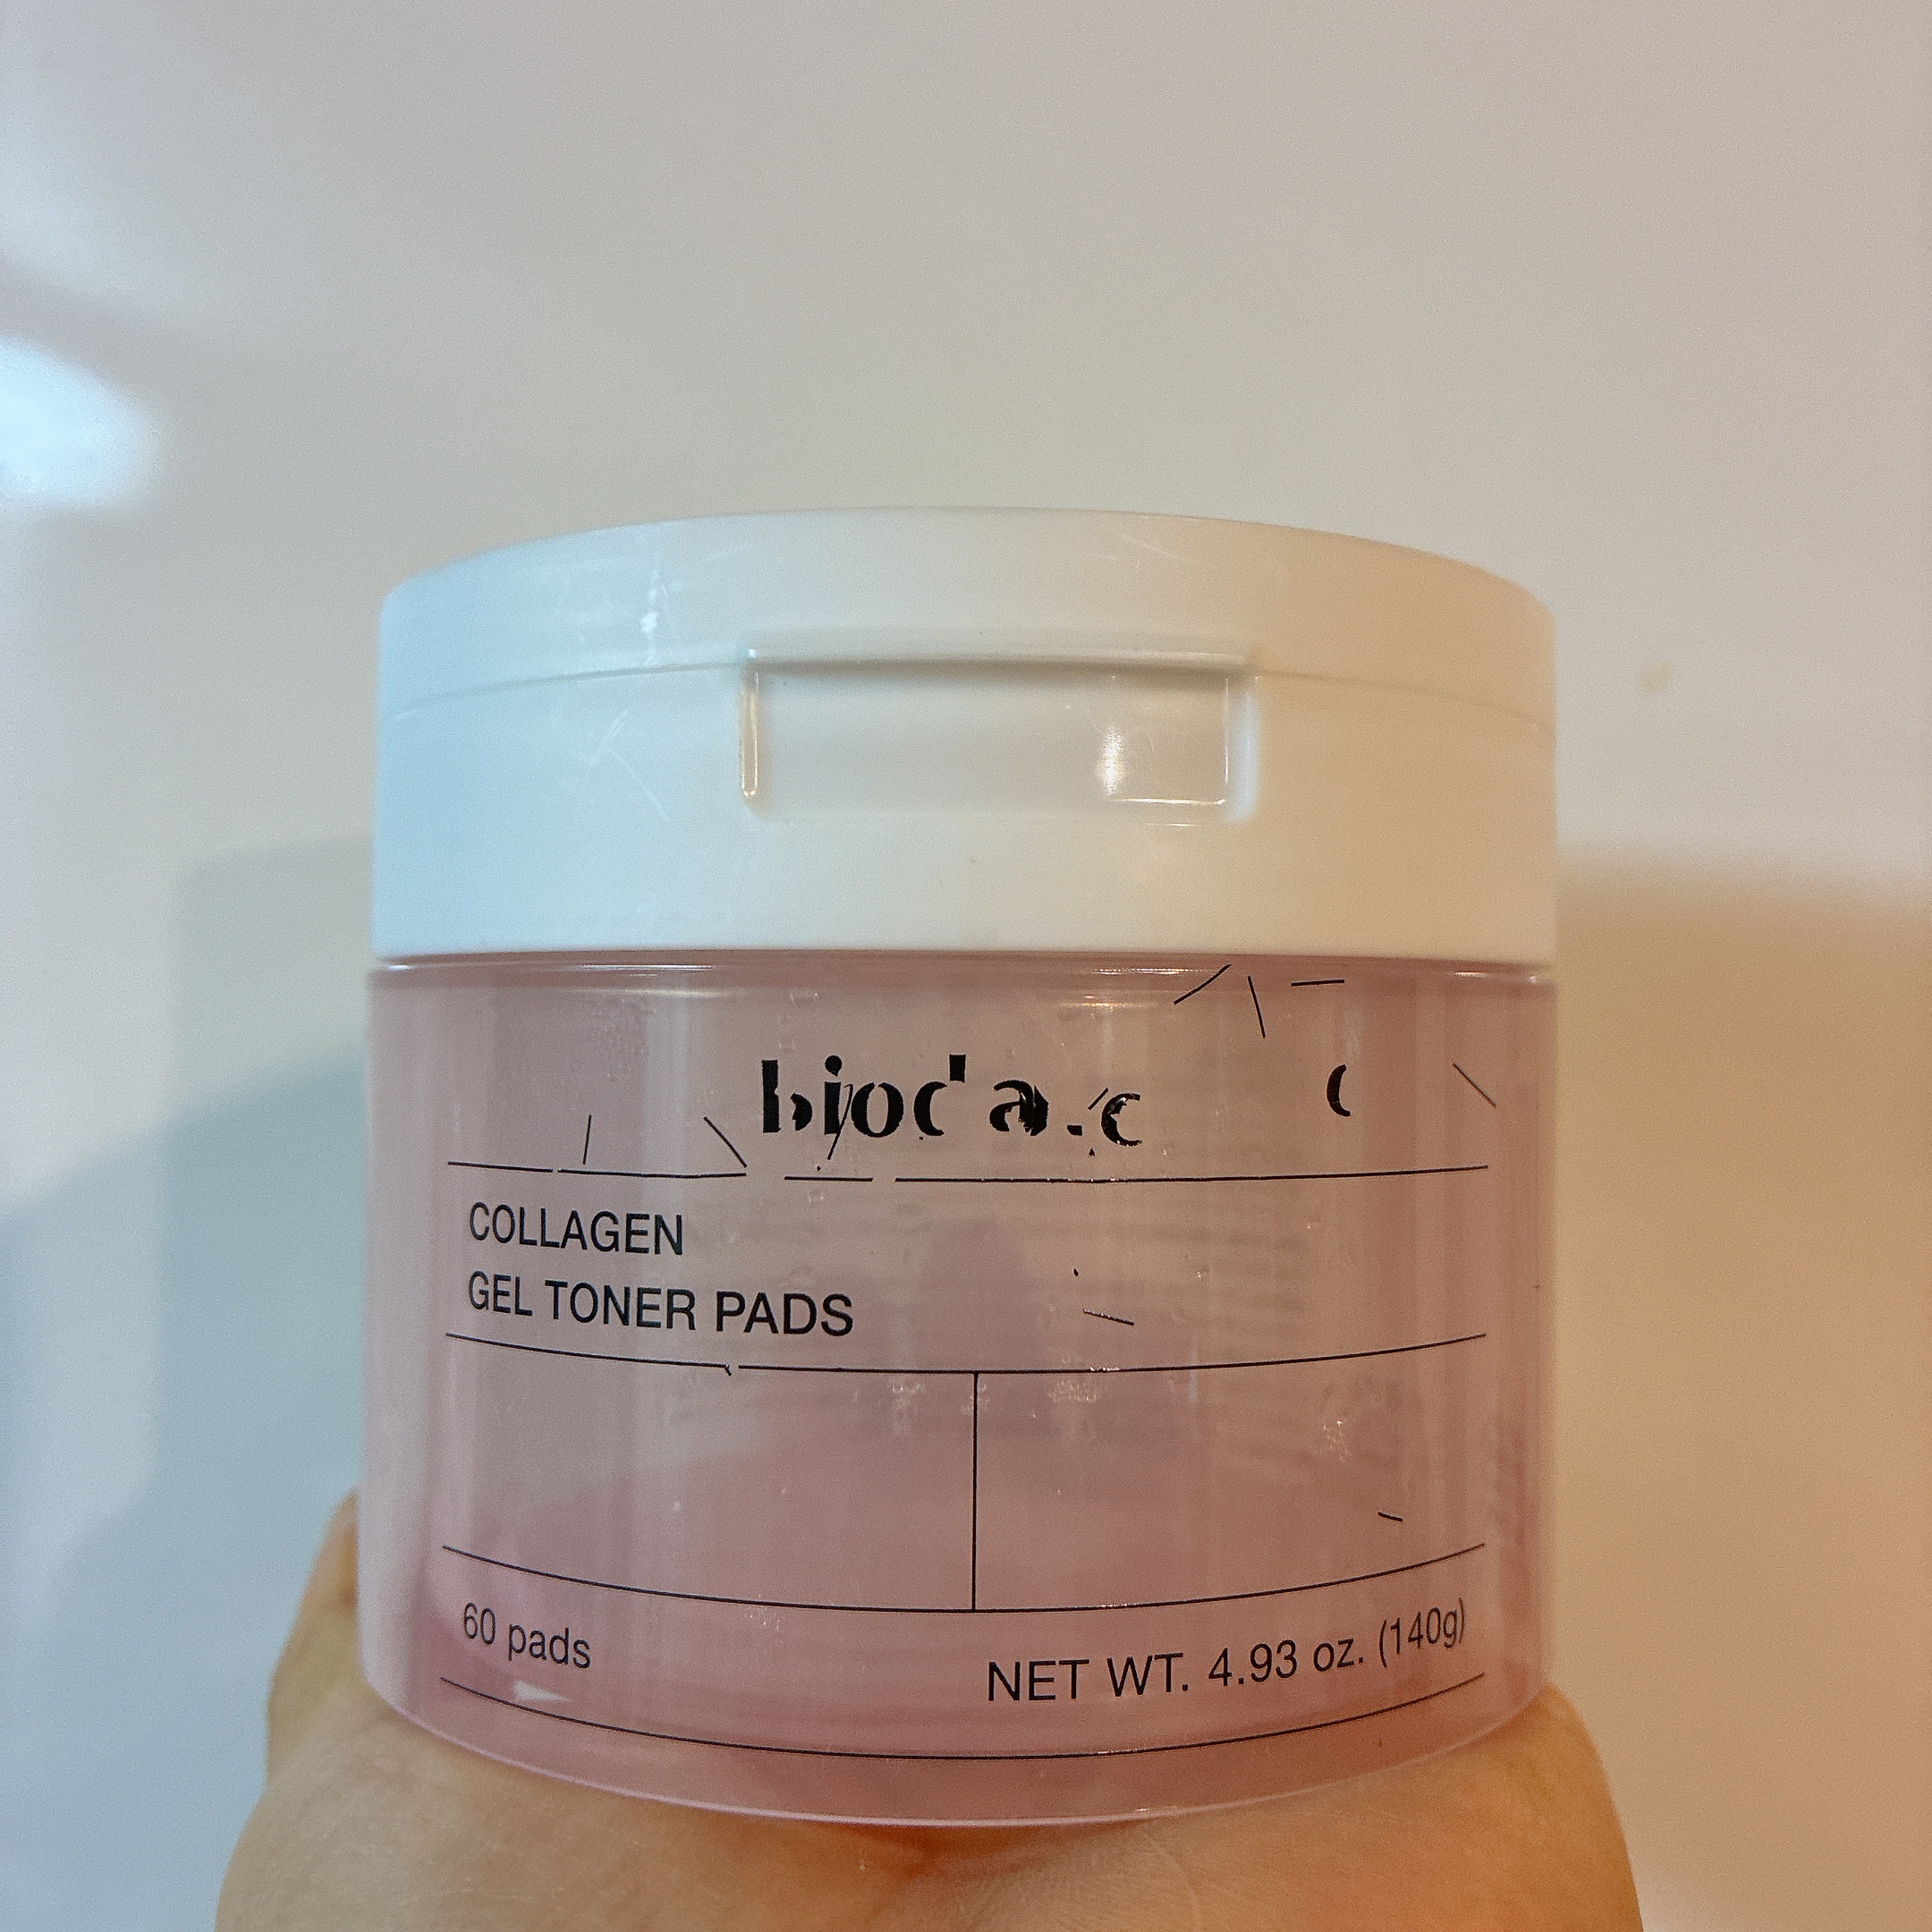 COLLAGEN
GEL TONER PADS
60 pads
NET WT. 4.93 oz. (140g)